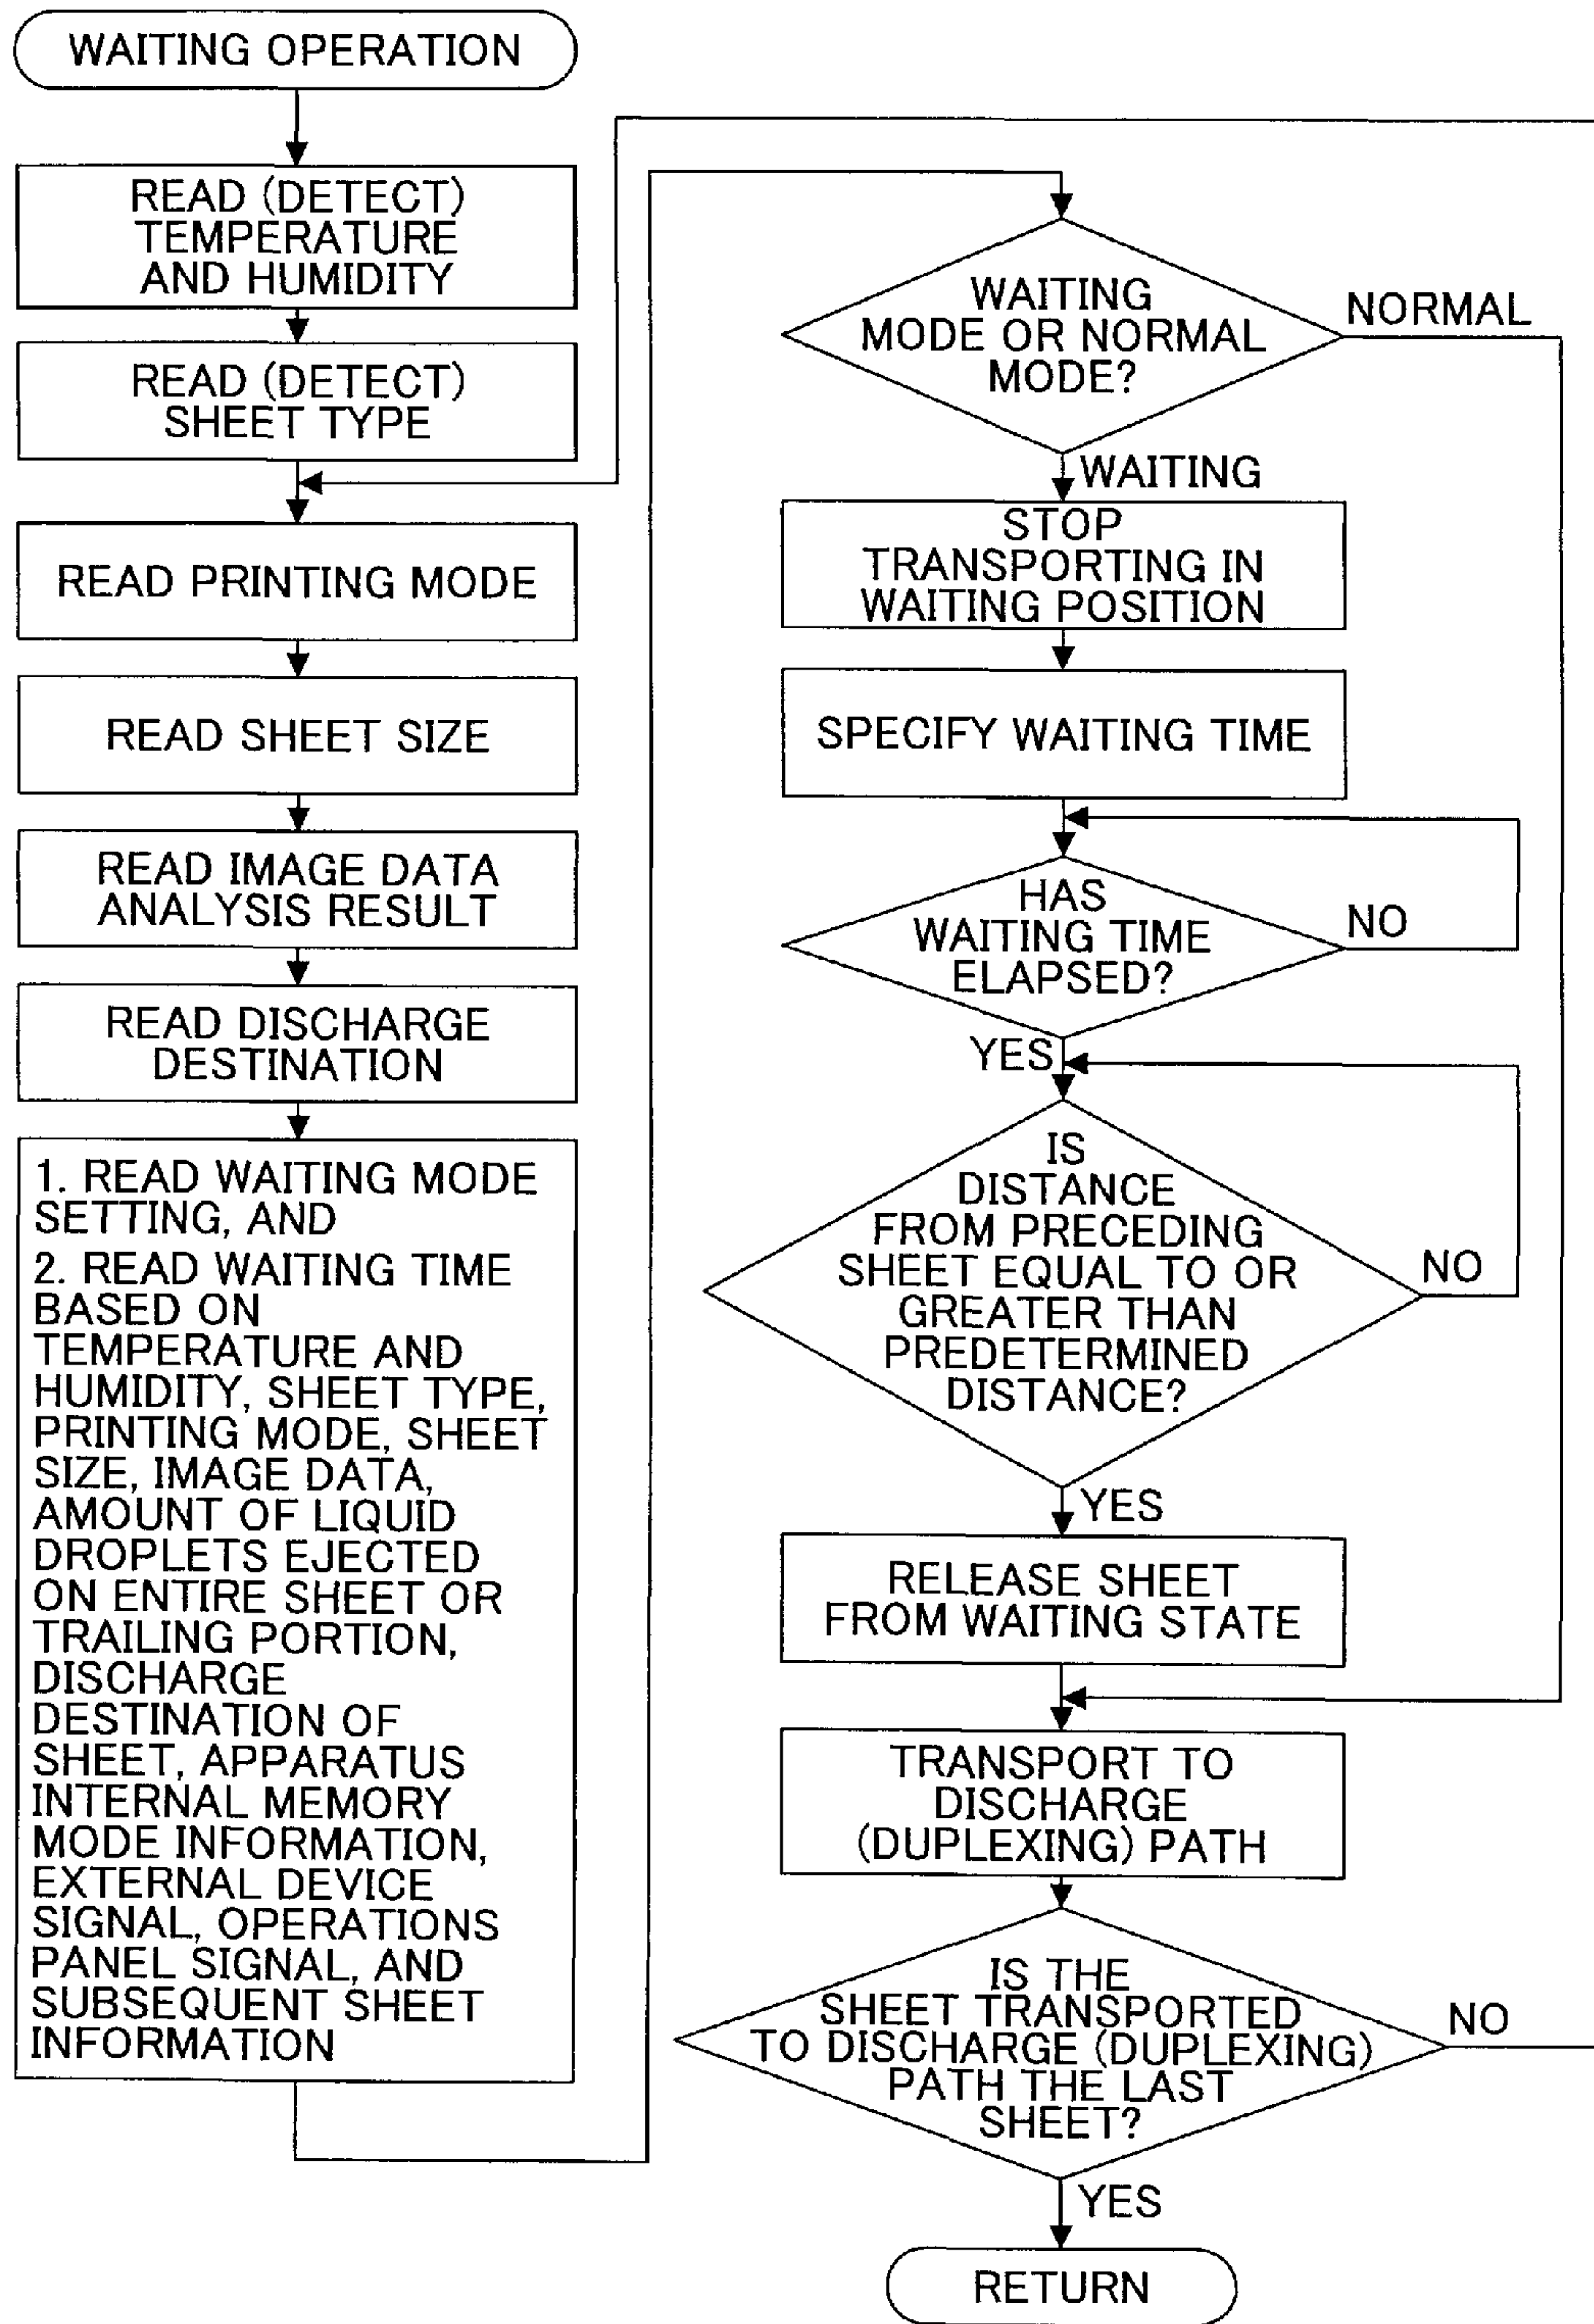 WAITING OPERATION
READ (DETECT)
TEMPERATURE
AND HUMIDITY
READ (DETECT)
SHEET TYPE
READ PRINTING MODE
READ SHEET SIZE
READ IMAGE DATA
ANALYSIS RESULT
READ DISCHARGE
DESTINATION
1. READ WAITING MODE
SETTING, AND
2. READ WAITING TIME
BASED ON
TEMPERATURE AND
HUMIDITY, SHEET TYPE,
PRINTING MODE, SHEET
SIZE, IMAGE DATA,
AMOUNT OF LIQUID
DROPLETS EJECTED
ON ENTIRE SHEET OR
TRAILING PORTION,
DISCHARGE
DESTINATION OF
SHEET, APPARATUS
INTERNAL MEMORY
MODE INFORMATION,
EXTERNAL DEVICE
SIGNAL, OPERATIONS
PANEL SIGNAL, AND
SUBSEQUENT SHEET
INFORMATION
WAITING
MODE OR NORMAL
MODE?
NORMAL
WAITING
STOP
TRANSPORTING IN
WAITING POSITION
SPECIFY WAITING TIME
HAS
WAITING TIME
ELAPSED?
NO
YES
IS
DISTANCE
FROM PRECEDING
SHEET EQUAL TO OR
GREATER THAN
PREDETERMINED
DISTANCE?
NO
YES
RELEASE SHEET
FROM WAITING STATE
TRANSPORT TO
DISCHARGE
(DUPLEXING) PATH
IS THE
SHEET TRANSPORTED
TO DISCHARGE (DUPLEXING)
PATH THE LAST
SHEET?
NO
YES
RETURN